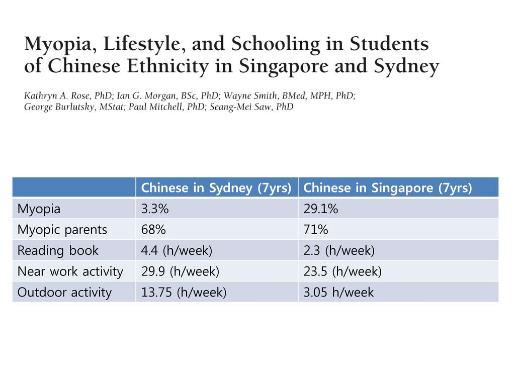 Myopia, Lifestyle, and Schooling in Students
of Chinese Ethnicity in Singapore and Sydney
Kathryn A. Rose, PhD; Ian G. Morgan, BSc, PhD; Wayne Smith, BMed, MPH, PhD;
George Burlutsky, MStat; Paul Mitchell, PhD; Seang-Mei Saw, PhD
Chinese in Sydney (7yrs) Chinese in Singapore (7yrs)
Myopia 3.3% 29.1%
Myopic parents 68% 71%
Reading book 4.4 (h/week) 2.3 (h/week)
Near work activity 29.9 (h/week) 23.5 (h/week)
Outdoor activity 13.75 (h/week) 3.05 h/week